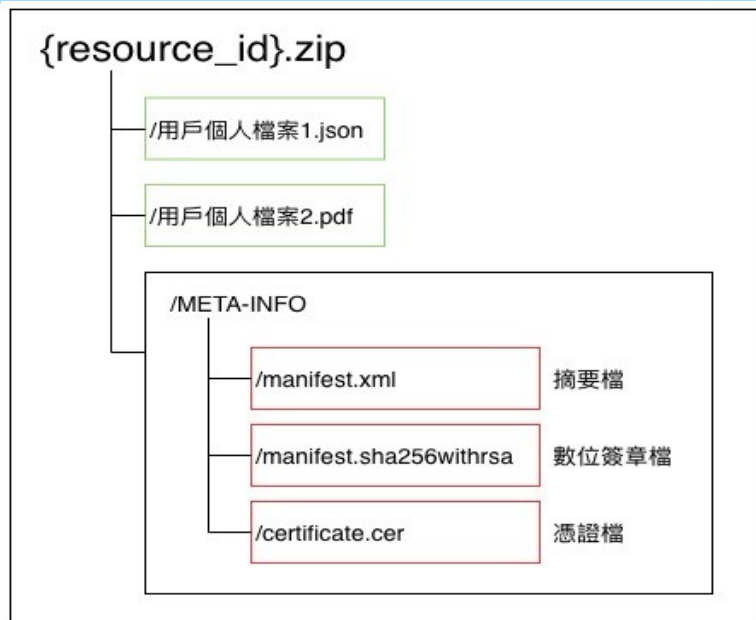 {resource_id}.zip
/用戶個人檔案1.json
/用戶個人檔案2.pdf
/META-INFO
/manifest.xml 摘要檔
/manifest.sha256withrsa 數位簽章檔
/certificate.cer 憑證檔